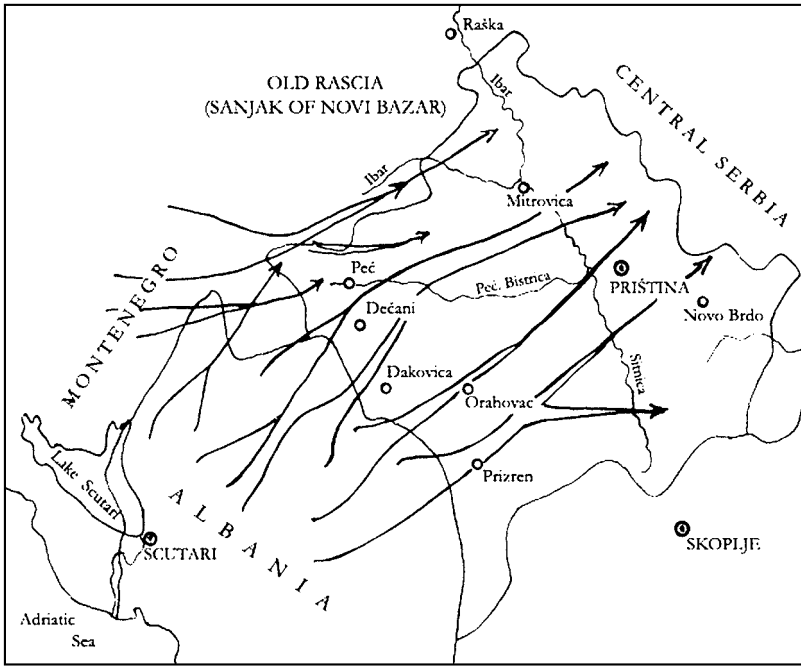 Raška
Ibar
OLD RASCIA
(SANJAK OF NOVI BAZAR)
CENTRAL SERBIA
Ibar
Mitrovica
MONTENEGRO
Peć
Peć. Bistrica
PRIŠTINA
Novo Brdo
Dečani
Đakovica
Orahovac
Sitnica
Prizren
Lake Scutari
ALBANIA
SCUTARI
SKOPLJE
Adriatic
Sea